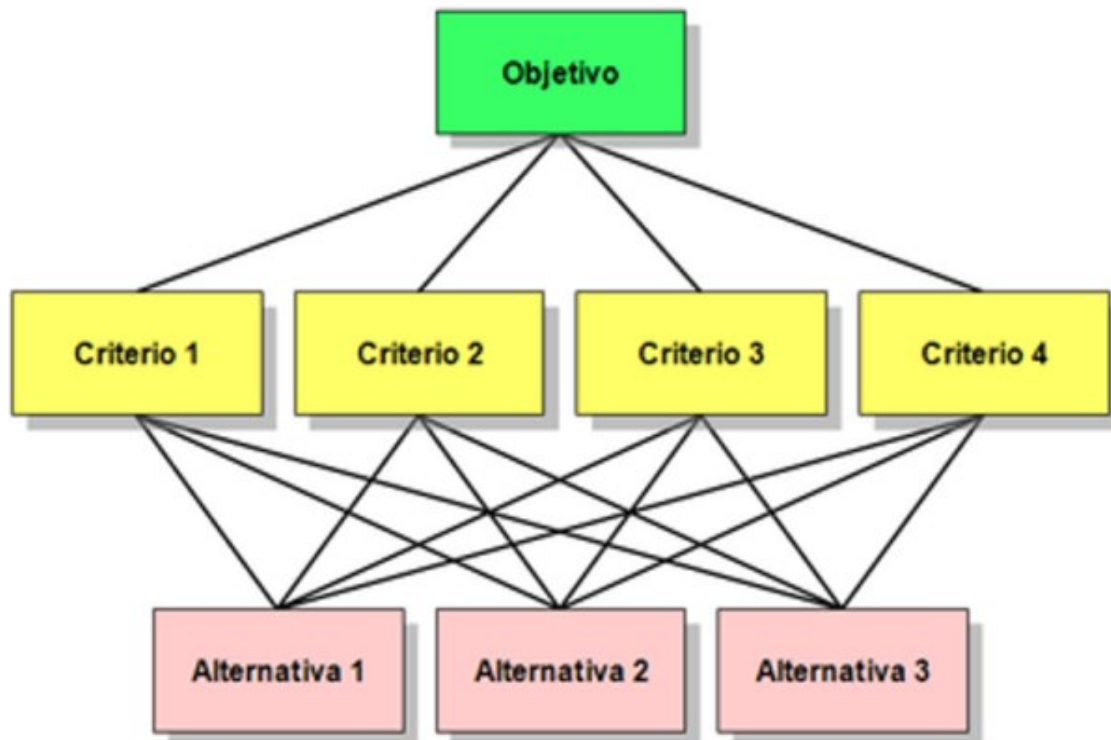 Objetivo
Criterio 1
Criterio 2
Criterio 3
Criterio 4
Alternativa 1
Alternativa 2
Alternativa 3